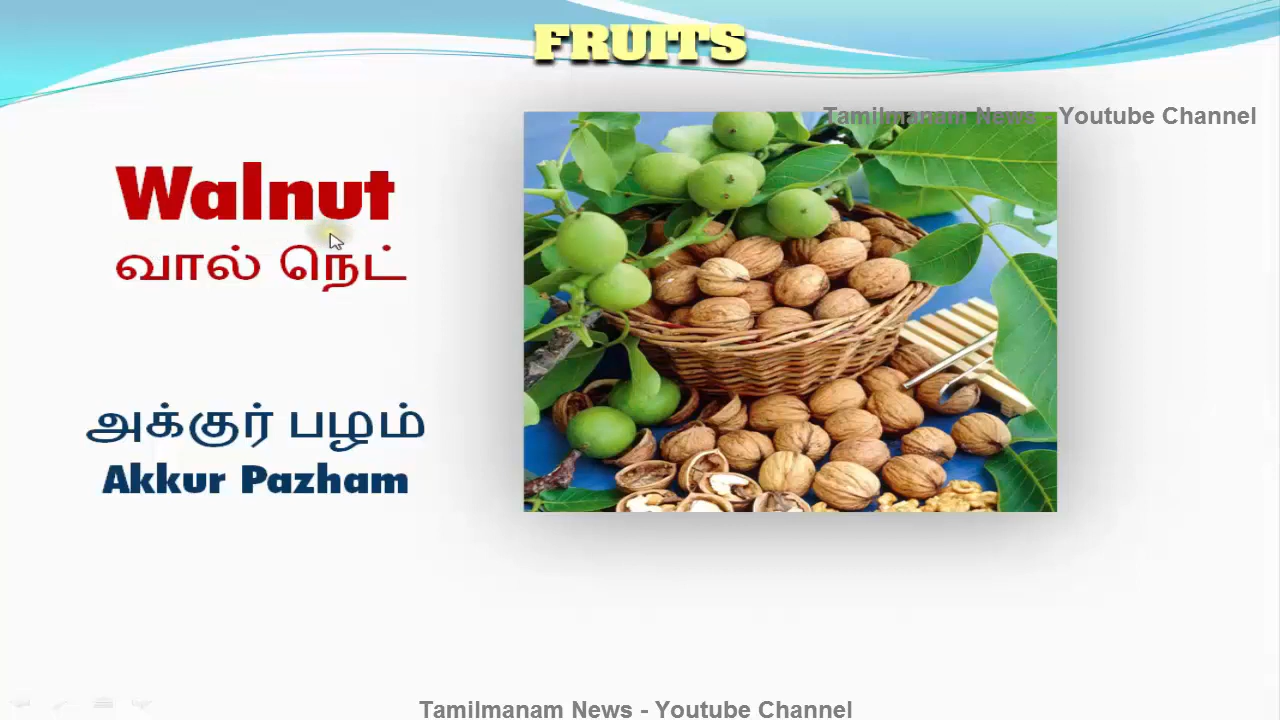 FRUITS
Tamilmanam News - Youtube Channel
Walnut
வால் நெட்
அக்குர் பழம்
Akkur Pazham
Tamilmanam News - Youtube Channel